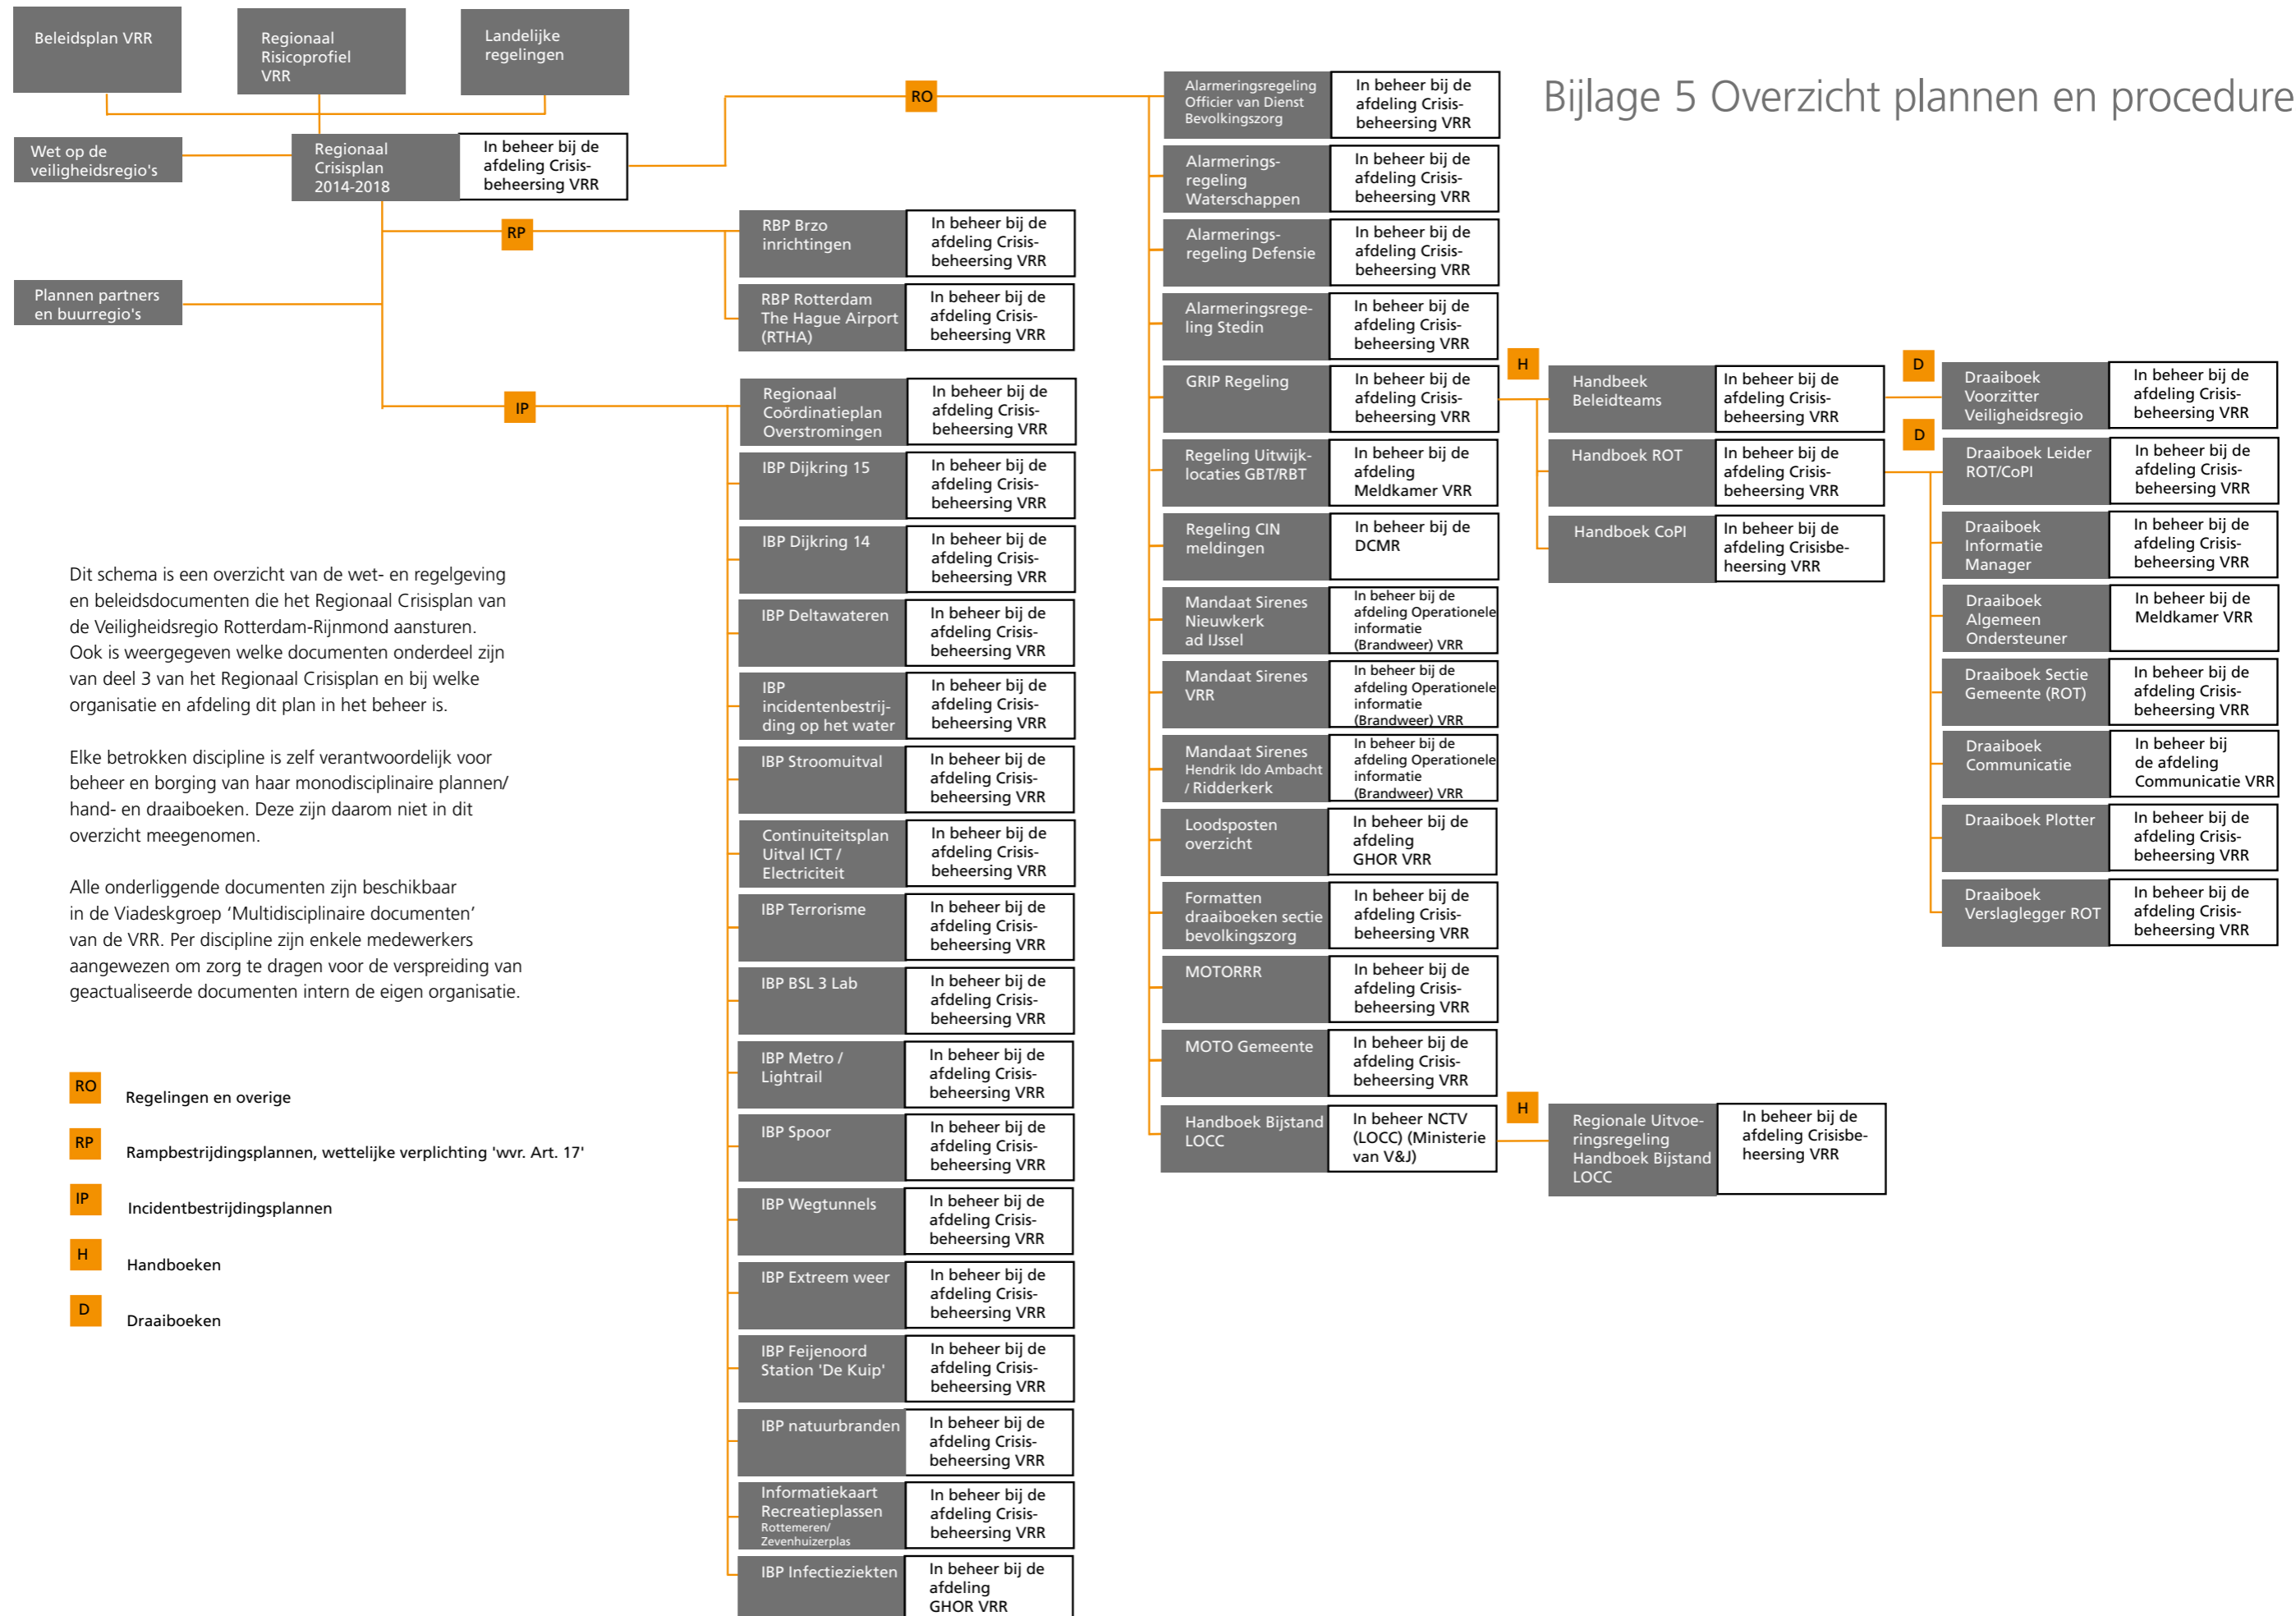 Bijlage 5 Overzicht plannen en procedure
Beleidsplan VRR
Regionaal
Risicoprofiel
VRR
Landelijke
regelingen
Wet op de
veiligheidsregio's
Regionaal
Crisisplan
2014-2018
In beheer bij de
afdeling Crisis-
beheersing VRR
Plannen partners
en buurregio's
RO
RP
IP
RBP Brzo
inrichtingen
In beheer bij de
afdeling Crisis-
beheersing VRR
RBP Rotterdam
The Hague Airport
(RTHA)
In beheer bij de
afdeling Crisis-
beheersing VRR
Regionaal
Coördinatieplan
Overstromingen
In beheer bij de
afdeling Crisis-
beheersing VRR
IBP Dijkring 15
In beheer bij de
afdeling Crisis-
beheersing VRR
IBP Dijkring 14
In beheer bij de
afdeling Crisis-
beheersing VRR
IBP Deltawateren
In beheer bij de
afdeling Crisis-
beheersing VRR
IBP
incidentenbestrij-
ding op het water
In beheer bij de
afdeling Crisis-
beheersing VRR
IBP Stroomuitval
In beheer bij de
afdeling Crisis-
beheersing VRR
Continuiteitsplan
Uitval ICT /
Electriciteit
In beheer bij de
afdeling Crisis-
beheersing VRR
IBP Terrorisme
In beheer bij de
afdeling Crisis-
beheersing VRR
IBP BSL 3 Lab
In beheer bij de
afdeling Crisis-
beheersing VRR
IBP Metro /
Lightrail
In beheer bij de
afdeling Crisis-
beheersing VRR
IBP Spoor
In beheer bij de
afdeling Crisis-
beheersing VRR
IBP Wegtunnels
In beheer bij de
afdeling Crisis-
beheersing VRR
IBP Extreem weer
In beheer bij de
afdeling Crisis-
beheersing VRR
IBP Feijenoord
Station 'De Kuip'
In beheer bij de
afdeling Crisis-
beheersing VRR
IBP natuurbranden
In beheer bij de
afdeling Crisis-
beheersing VRR
Informatiekaart
Recreatieplassen
Rottemeren/
Zevenhuizerplas
In beheer bij de
afdeling Crisis-
beheersing VRR
IBP Infectieziekten
In beheer bij de
afdeling
GHOR VRR
Alarmeringsregeling
Officier van Dienst
Bevolkingszorg
In beheer bij de
afdeling Crisis-
beheersing VRR
Alarmerings-
regeling
Waterschappen
In beheer bij de
afdeling Crisis-
beheersing VRR
Alarmerings-
regeling Defensie
In beheer bij de
afdeling Crisis-
beheersing VRR
Alarmeringsrege-
ling Stedin
In beheer bij de
afdeling Crisis-
beheersing VRR
GRIP Regeling
In beheer bij de
afdeling Crisis-
beheersing VRR
Regeling Uitwijk-
locaties GBT/RBT
In beheer bij de
afdeling
Meldkamer VRR
Regeling CIN
meldingen
In beheer bij de
DCMR
Mandaat Sirenes
Nieuwkerk
ad IJssel
In beheer bij de
afdeling Operationele
informatie
(Brandweer) VRR
Mandaat Sirenes
VRR
In beheer bij de
afdeling Operationele
informatie
(Brandweer) VRR
Mandaat Sirenes
Hendrik Ido Ambacht
/ Ridderkerk
In beheer bij de
afdeling Operationele
informatie
(Brandweer) VRR
Loodsposten
overzicht
In beheer bij de
afdeling
GHOR VRR
Formatten
draaiboeken sectie
bevolkingszorg
In beheer bij de
afdeling Crisis-
beheersing VRR
MOTORRR
In beheer bij de
afdeling Crisis-
beheersing VRR
MOTO Gemeente
In beheer bij de
afdeling Crisis-
beheersing VRR
Handboek Bijstand
LOCC
In beheer NCTV
(LOCC) (Ministerie
van V&J)
H
Handbeek
Beleidteams
In beheer bij de
afdeling Crisis-
beheersing VRR
Handboek ROT
In beheer bij de
afdeling Crisis-
beheersing VRR
Handboek CoPI
In beheer bij de
afdeling Crisisbe-
heersing VRR
H
Regionale Uitvoe-
ringsregeling
Handboek Bijstand
LOCC
In beheer bij de
afdeling Crisisbe-
heersing VRR
D
Draaiboek
Voorzitter
Veiligheidsregio
In beheer bij de
afdeling Crisis-
beheersing VRR
D
Draaiboek Leider
ROT/CoPI
In beheer bij de
afdeling Crisis-
beheersing VRR
Draaiboek
Informatie
Manager
In beheer bij de
afdeling Crisis-
beheersing VRR
Draaiboek
Algemeen
Ondersteuner
In beheer bij de
Meldkamer VRR
Draaiboek Sectie
Gemeente (ROT)
In beheer bij de
afdeling Crisis-
beheersing VRR
Draaiboek
Communicatie
In beheer bij
de afdeling
Communicatie VRR
Draaiboek Plotter
In beheer bij de
afdeling Crisis-
beheersing VRR
Draaiboek
Verslaglegger ROT
In beheer bij de
afdeling Crisis-
beheersing VRR
Dit schema is een overzicht van de wet- en regelgeving
en beleidsdocumenten die het Regionaal Crisisplan van
de Veiligheidsregio Rotterdam-Rijnmond aansturen.
Ook is weergegeven welke documenten onderdeel zijn
van deel 3 van het Regionaal Crisisplan en bij welke
organisatie en afdeling dit plan in het beheer is.
Elke betrokken discipline is zelf verantwoordelijk voor
beheer en borging van haar monodisciplinaire plannen/
hand- en draaiboeken. Deze zijn daarom niet in dit
overzicht meegenomen.
Alle onderliggende documenten zijn beschikbaar
in de Viadeskgroep ‘Multidisciplinaire documenten’
van de VRR. Per discipline zijn enkele medewerkers
aangewezen om zorg te dragen voor de verspreiding van
geactualiseerde documenten intern de eigen organisatie.
RO Regelingen en overige
RP Rampbestrijdingsplannen, wettelijke verplichting 'wvr. Art. 17'
IP Incidentbestrijdingsplannen
H Handboeken
D Draaiboeken